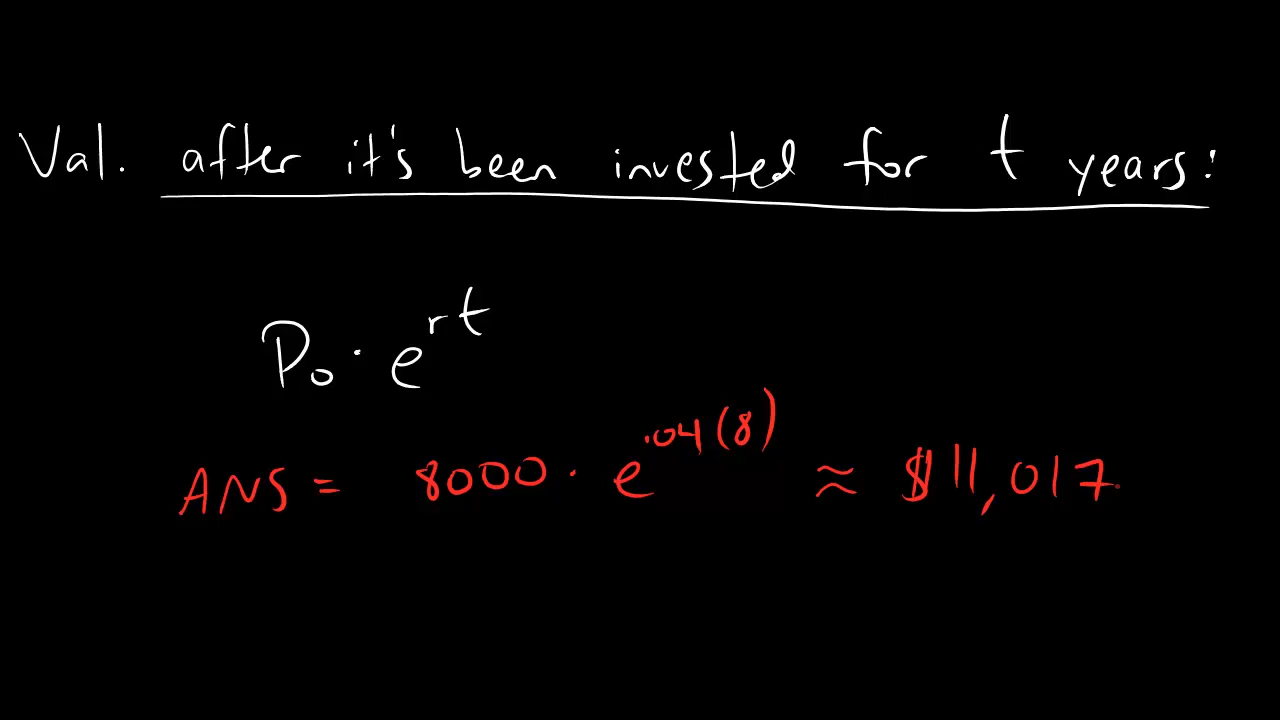 Val. after it's been invested for t years:
P₀ · e^{rt}
ANS = 8000 · e^{.04(8)} ≈ $11,017.